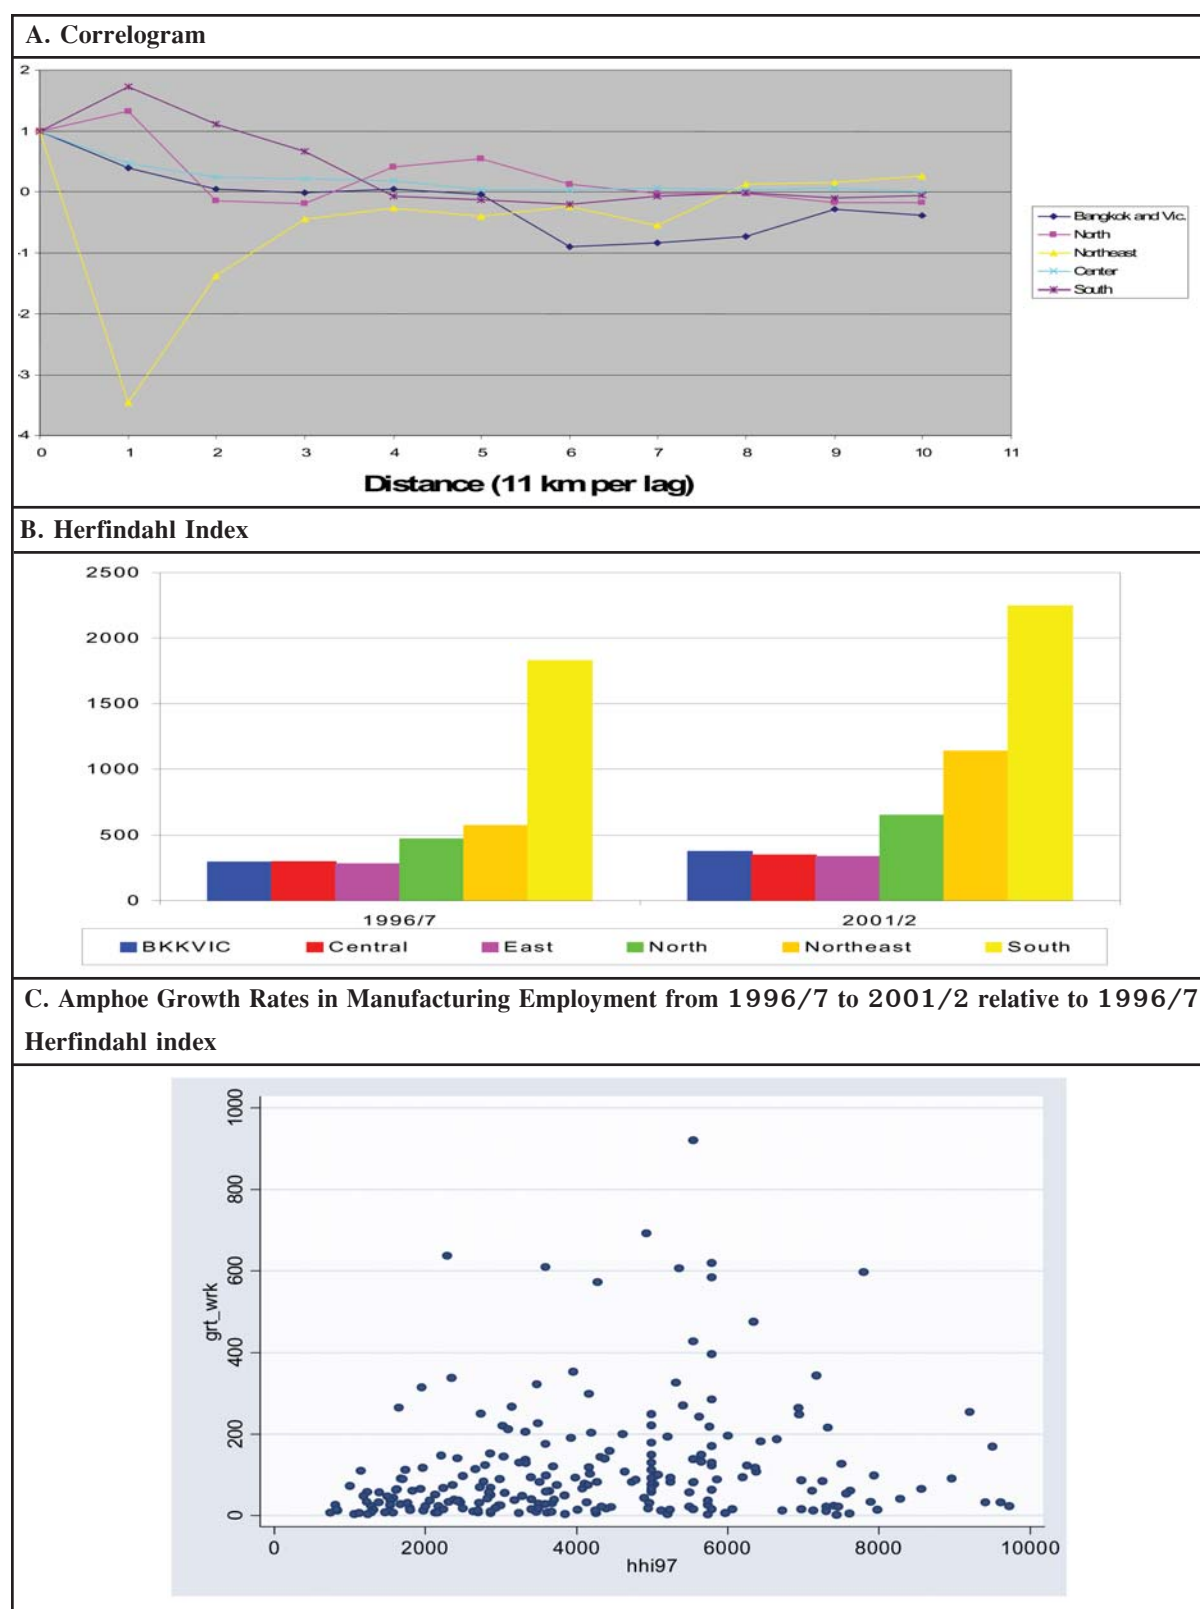 A. Correlogram
2
1
0
-1
-2
-3
-4
0 1 2 3 4 5 6 7 8 9 10 11
Distance (11 km per lag)
Bangkok and Vic.
North
Northeast
Center
South
B. Herfindahl Index
2500
2000
1500
1000
500
0
1996/7 2001/2
BKKVIC Central East North Northeast South
C. Amphoe Growth Rates in Manufacturing Employment from 1996/7 to 2001/2 relative to 1996/7
Herfindahl index
1000
800
600
400
200
0
grt_wrk
0 2000 4000 6000 8000 10000
hhi97